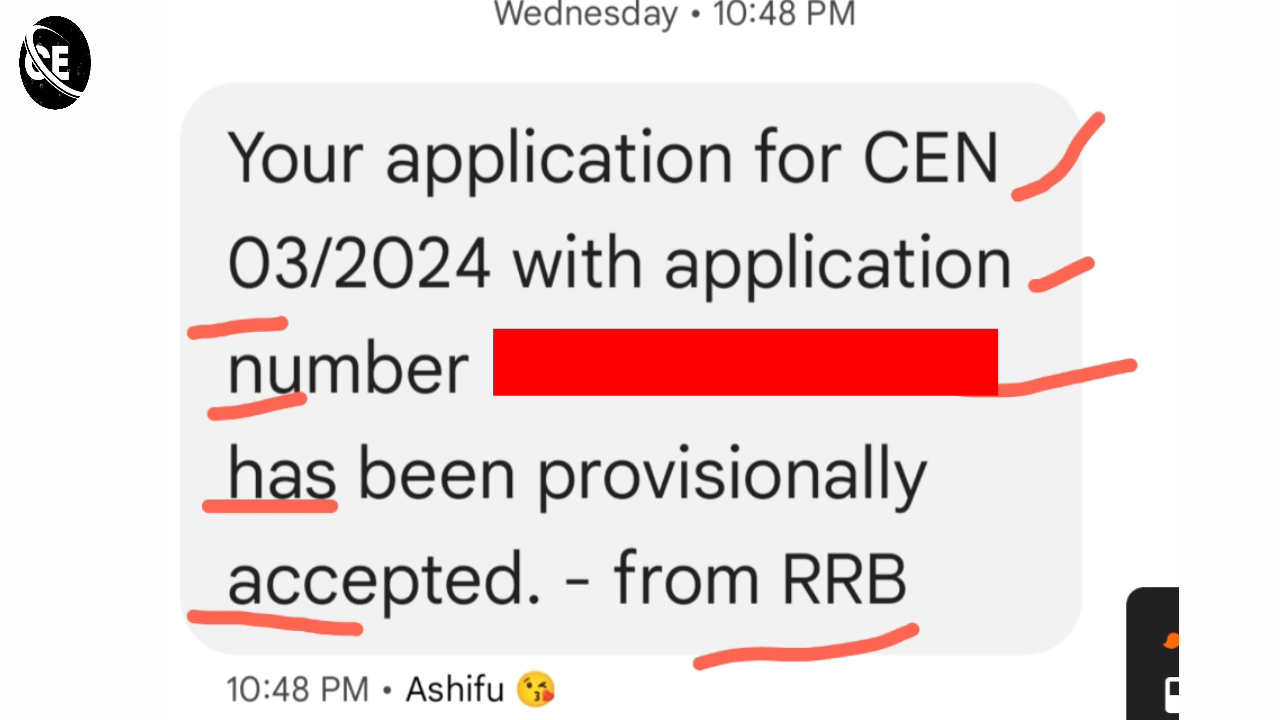 Wednesday • 10:48 PM
CE
Your application for CEN
03/2024 with application
number
has been provisionally
accepted. - from RRB
10:48 PM • Ashifu 😘